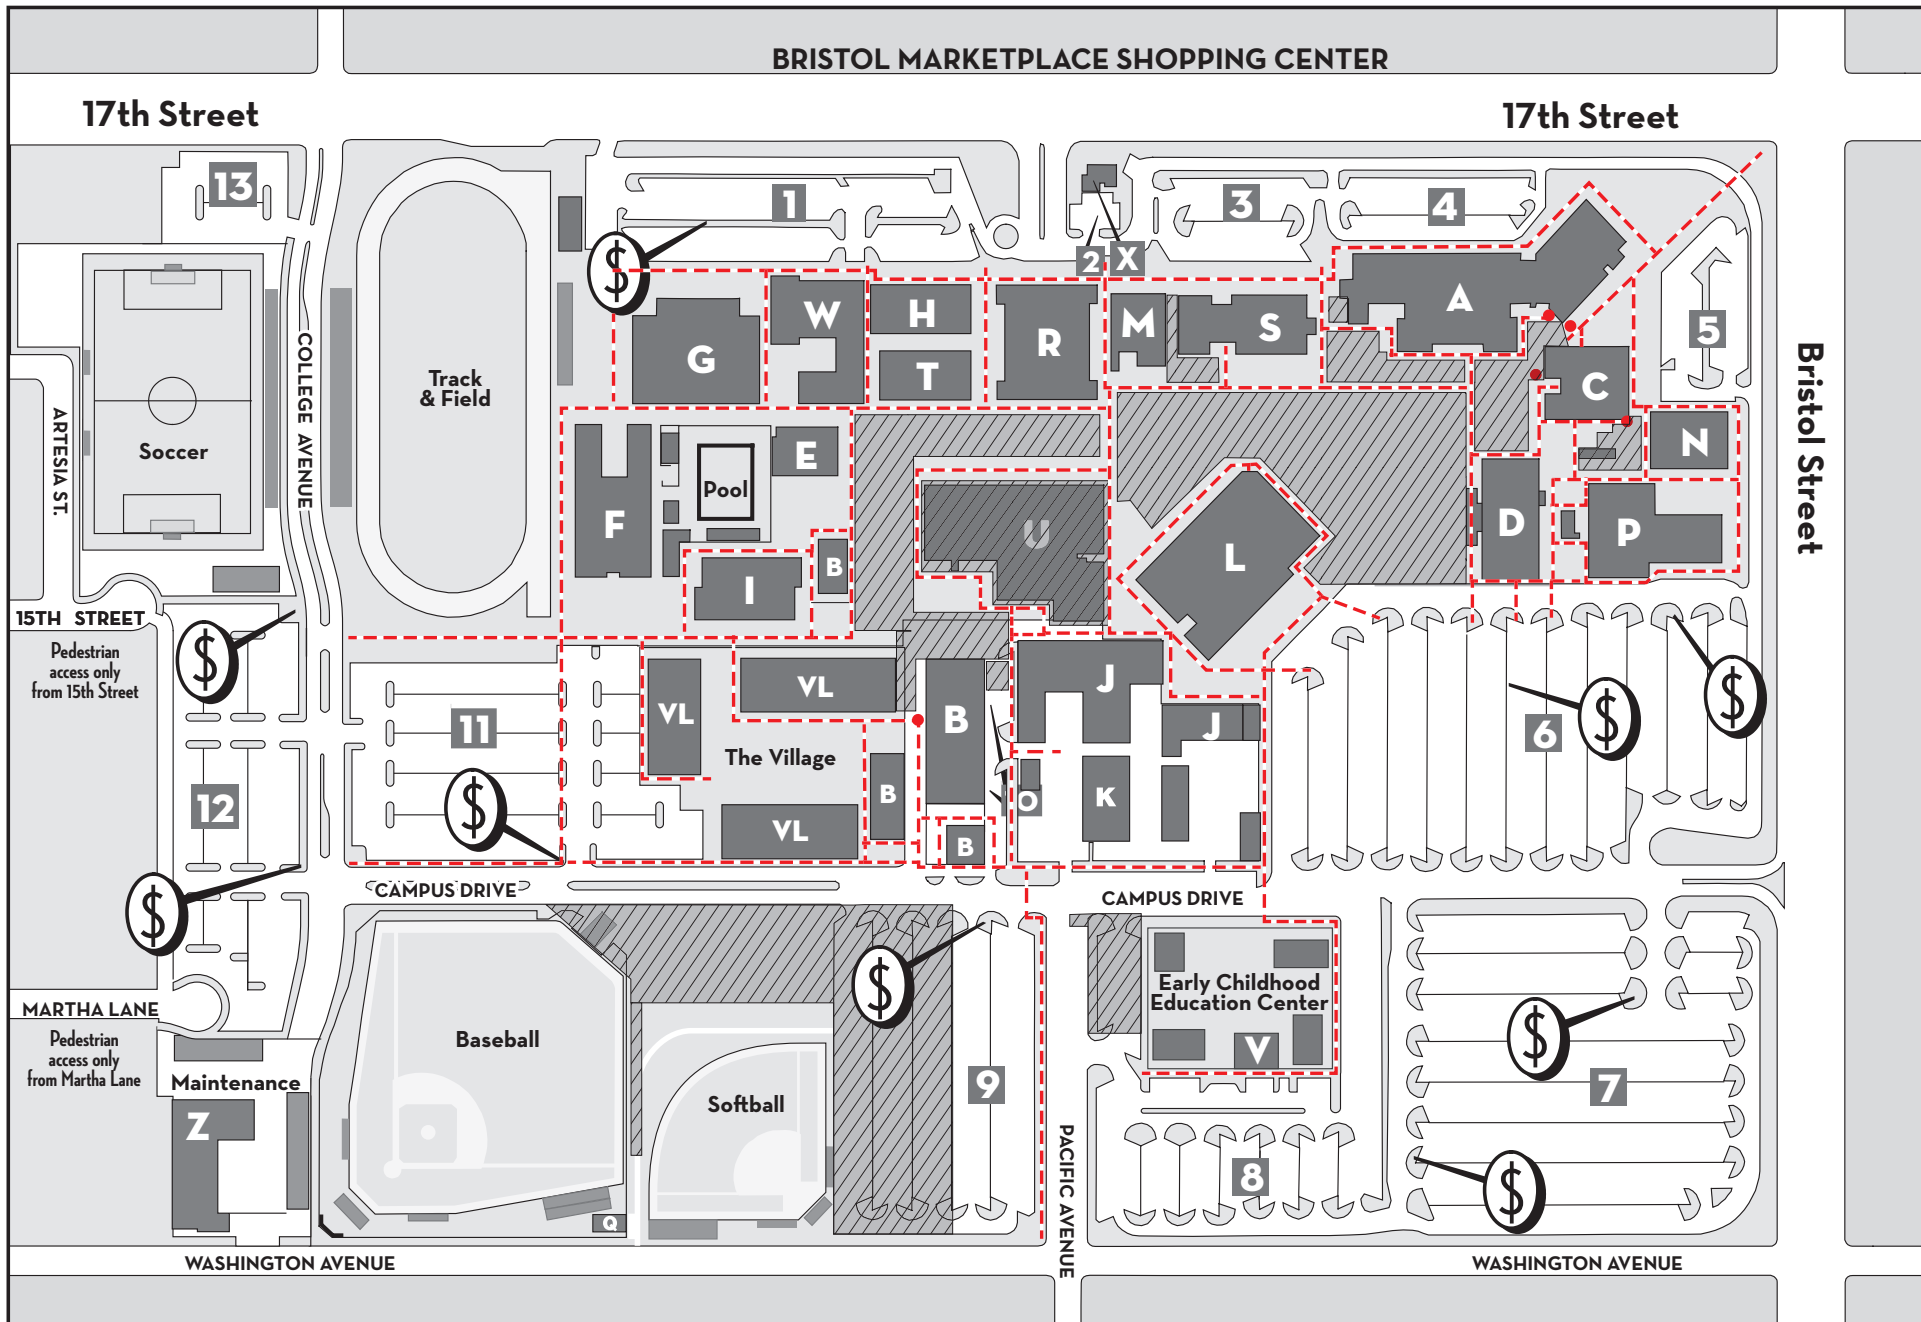 BRISTOL MARKETPLACE SHOPPING CENTER
17th Street
17th Street
13
1
3
4
2
X
$
5
COLLEGE AVENUE
ARTESIA ST.
Bristol Street
Track
& Field
Soccer
G
W
H
T
R
M
S
A
C
N
E
Pool
F
I
B
U
L
D
P
15TH STREET
Pedestrian
access only
from 15th Street
$
11
VL
VL
The Village
VL
B
B
B
J
J
O
K
6
$
$
12
$
$
CAMPUS DRIVE
CAMPUS DRIVE
MARTHA LANE
Pedestrian
access only
from Martha Lane
Maintenance
Z
Baseball
Softball
Q
$
9
Early Childhood
Education Center
V
8
$
7
$
PACIFIC AVENUE
WASHINGTON AVENUE
WASHINGTON AVENUE